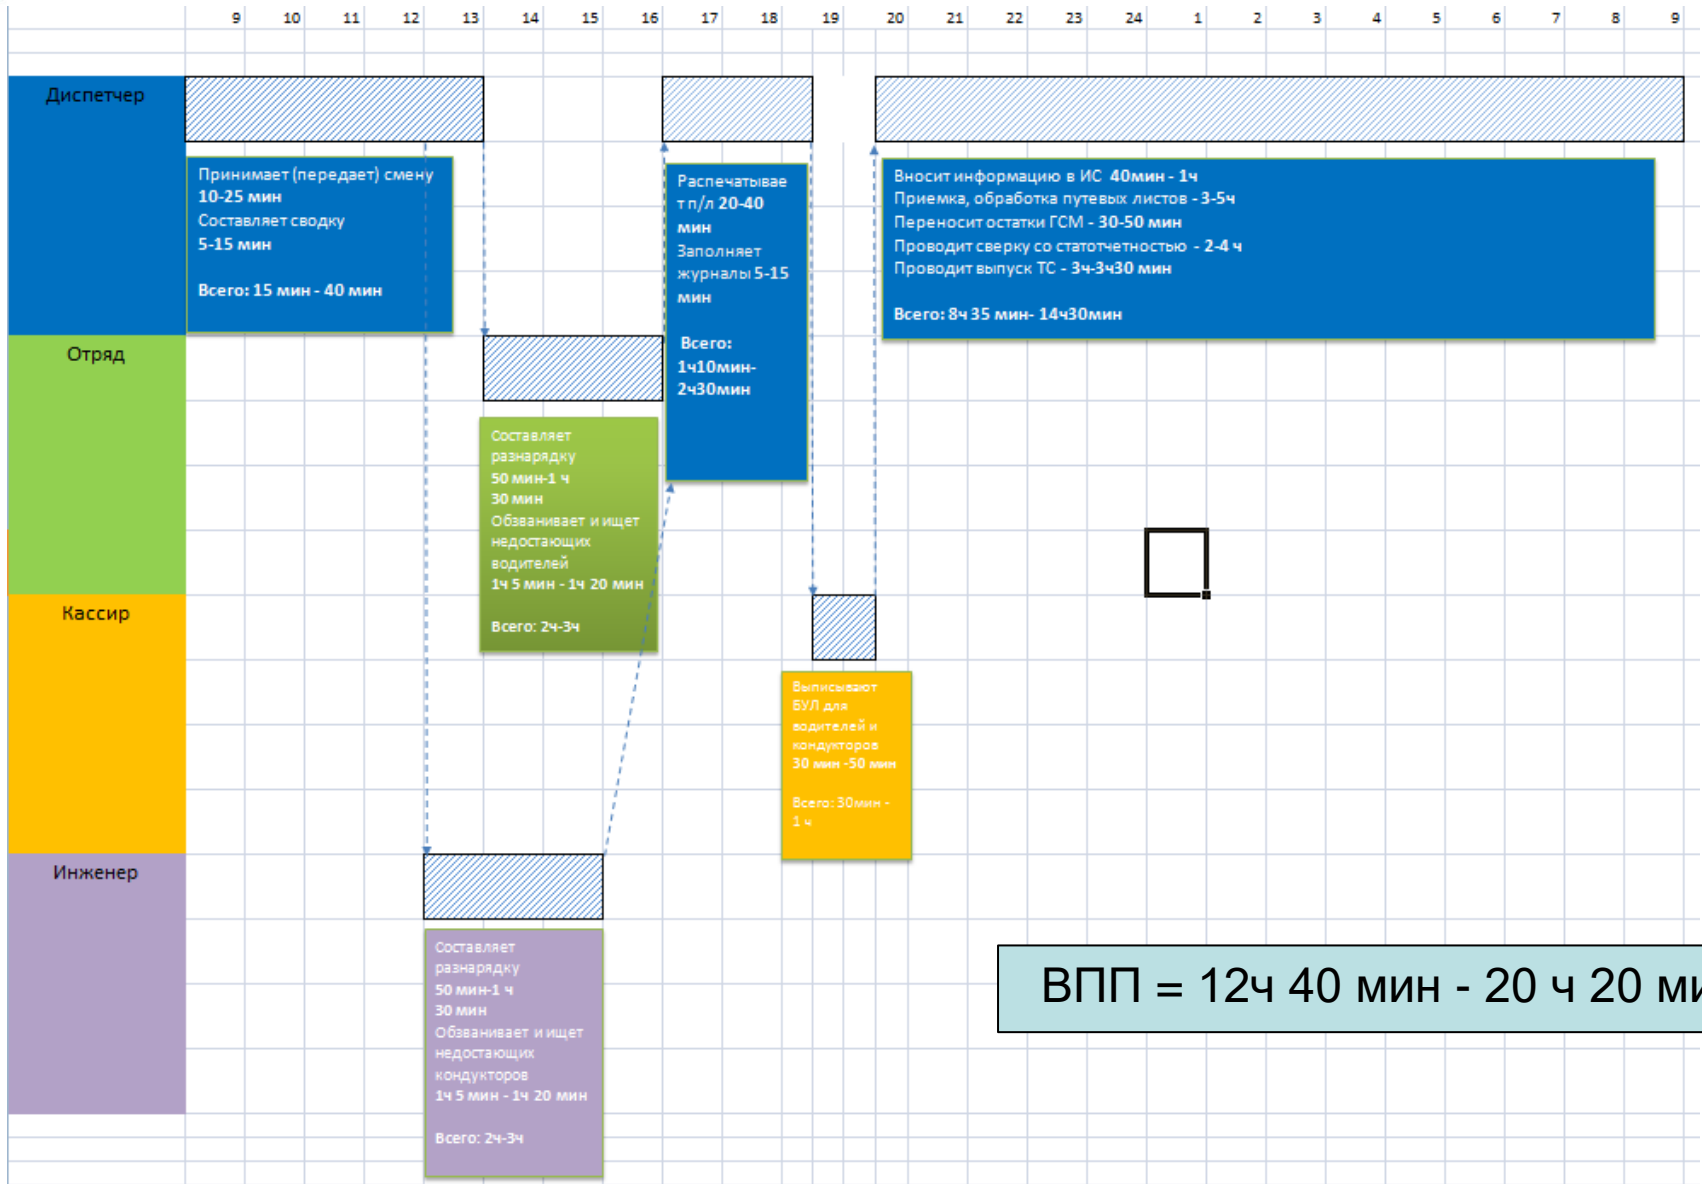 9 10 11 12 13 14 15 16 17 18 19 20 21 22 23 24 1 2 3 4 5 6 7 8 9
Диспетчер
Принимает (передает) смену
10-25 мин
Составляет сводку
5-15 мин
Всего: 15 мин - 40 мин
Распечатывае
т п/л 20-40
мин
Заполняет
журналы 5-15
мин
Всего:
1ч10мин-
2ч30мин
Вносит информацию в ИС 40мин - 1ч
Приемка, обработка путевых листов - 3-5ч
Переносит остатки ГСМ - 30-50 мин
Проводит сверку со статотчетностью - 2-4 ч
Проводит выпуск ТС - 3ч-3ч30 мин
Всего: 8ч 35 мин- 14ч30мин
Отряд
Составляет
разнарядку
50 мин-1 ч
30 мин
Обзванивает и ищет
недостающих
водителей
1ч 5 мин - 1ч 20 мин
Всего: 2ч-3ч
Кассир
Выписывают
БУЛ для
водителей и
кондукторов
30 мин -50 мин
Всего: 30мин -
1 ч
Инженер
Составляет
разнарядку
50 мин-1 ч
30 мин
Обзванивает и ищет
недостающих
кондукторов
1ч 5 мин - 1ч 20 мин
Всего: 2ч-3ч
ВПП = 12ч 40 мин - 20 ч 20 ми